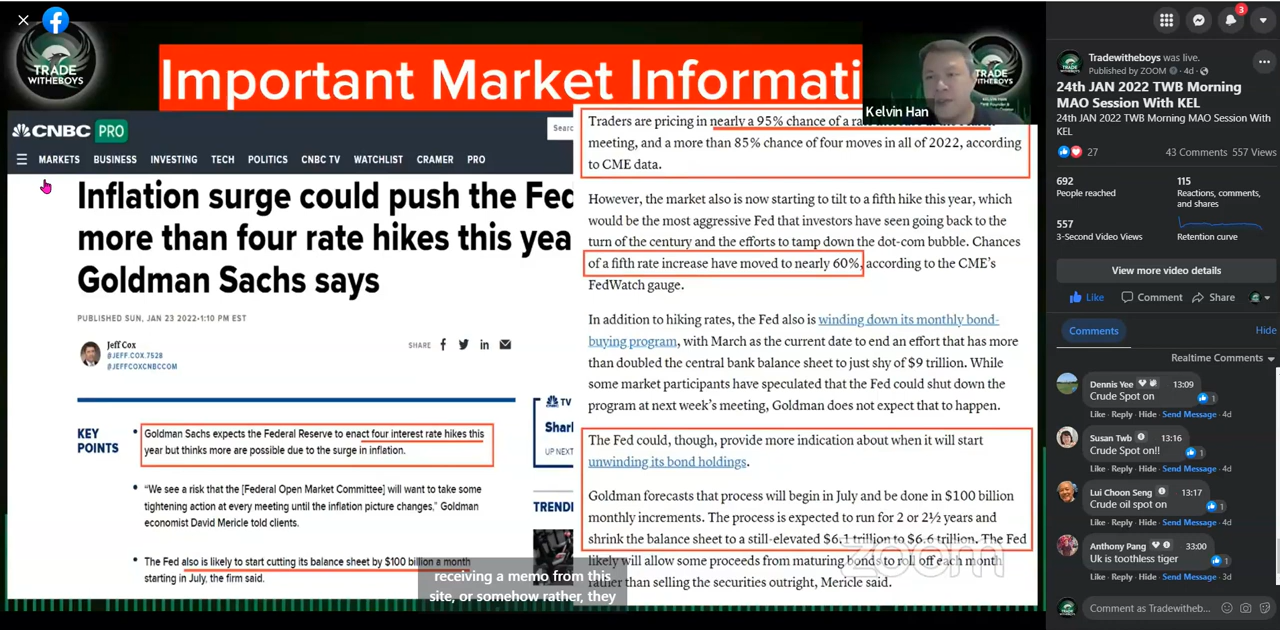 TRADE
WITHEBOYS
Important Market Informati
TRADE
Kelvin Han
CNBC PRO
Searc
MARKETS BUSINESS INVESTING TECH POLITICS CNBC TV WATCHLIST CRAMER PRO
Inflation surge could push the Fed
more than four rate hikes this yea
Goldman Sachs says
PUBLISHED SUN, JAN 23 2022•1:10 PM EST
Jeff Cox
@JEFF.COX.7528
@JEFFCOXCNBCCOM
SHARE
TV
Sharl
UP NEXT
TRENDI
KEY
POINTS
Goldman Sachs expects the Federal Reserve to enact four interest rate hikes this
year but thinks more are possible due to the surge in inflation.
“We see a risk that the [Federal Open Market Committee] will want to take some
tightening action at every meeting until the inflation picture changes,” Goldman
economist David Mericle told clients.
The Fed also is likely to start cutting its balance sheet by $100 billion a month
starting in July, the firm said.
Traders are pricing in nearly a 95% chance of a
meeting, and a more than 85% chance of four moves in all of 2022, according
to CME data.
However, the market also is now starting to tilt to a fifth hike this year, which
would be the most aggressive Fed that investors have seen going back to the
turn of the century and the efforts to tamp down the dot-com bubble. Chances
of a fifth rate increase have moved to nearly 60%, according to the CME’s
FedWatch gauge.
In addition to hiking rates, the Fed also is winding down its monthly bond-
buying program, with March as the current date to end an effort that has more
than doubled the central bank balance sheet to just shy of $9 trillion. While
some market participants have speculated that the Fed could shut down the
program at next week’s meeting, Goldman does not expect that to happen.
The Fed could, though, provide more indication about when it will start
unwinding its bond holdings.
Goldman forecasts that process will begin in July and be done in $100 billion
monthly increments. The process is expected to run for 2 or 2½ years and
shrink the balance sheet to a still-elevated $6.1 trillion to $6.6 trillion. The Fed
likely will allow some proceeds from maturing bonds to roll off each month
rather than selling the securities outright, Mericle said.
zoom
receiving a memo from this
site, or somehow rather, they
3
Tradewitheboys was live.
Published by ZOOM · 4d ·
24th JAN 2022 TWB Morning
MAO Session With KEL
24th JAN 2022 TWB Morning MAO Session With
KEL
27 43 Comments 557 Views
692
People reached
115
Reactions, comments,
and shares
557
3-Second Video Views
Retention curve
View more video details
Like Comment Share
Comments
Hide
Realtime Comments
Dennis Yee 13:09
Crude Spot on
1
Like · Reply · Hide · Send Message · 4d
Susan Twb 13:16
Crude Spot on!!
1
Like · Reply · Hide · Send Message · 4d
Lui Choon Seng 13:17
Crude oil spot on
1
Like · Reply · Hide · Send Message · 4d
Anthony Pang 33:00
Uk is toothless tiger
1
Like · Reply · Hide · Send Message · 3d
Comment as Tradewitheb...